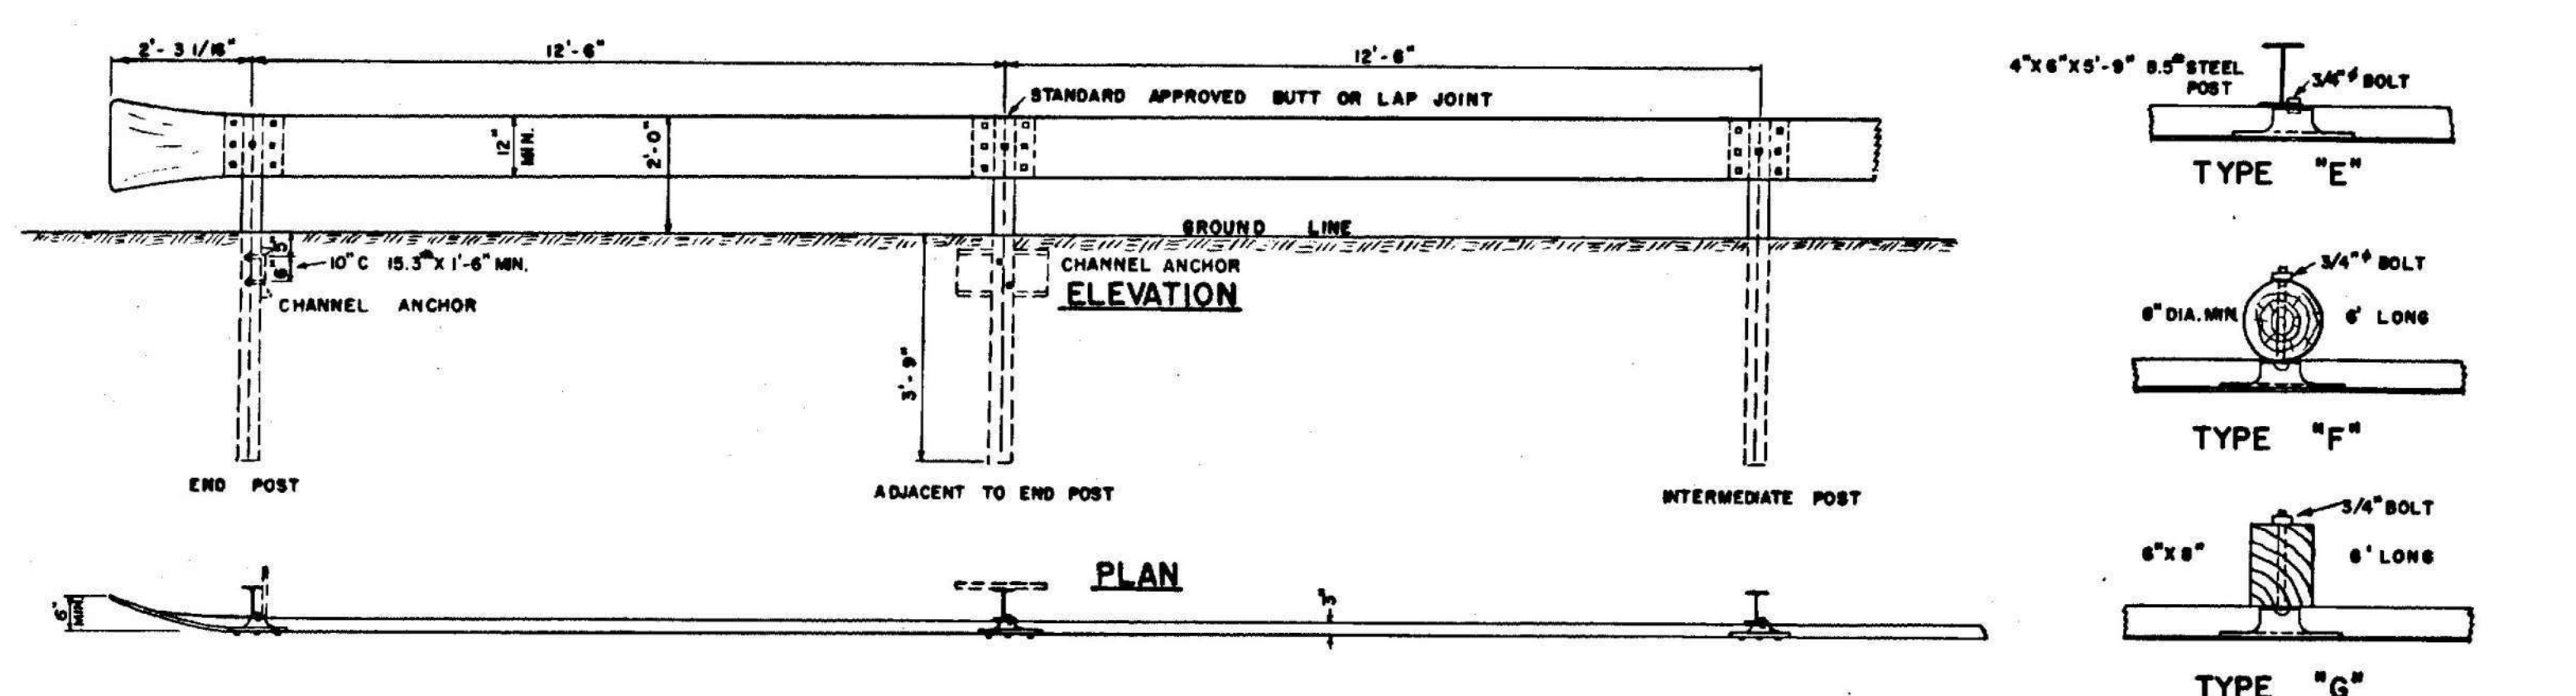 2'- 3 1/16" 12'-6" 12'-6"
STANDARD APPROVED BUTT OR LAP JOINT
12" MIN.
2'-0"
GROUND LINE
5"
6"
10" C 15.3# X 1'-6" MIN.
CHANNEL ANCHOR
CHANNEL ANCHOR
ELEVATION
3'-9"
END POST
ADJACENT TO END POST
INTERMEDIATE POST
PLAN
6" MIN.
3"
4"X6"X5'-9" 8.5# STEEL
POST
3/4"ϕ BOLT
TYPE "E"
3/4"ϕ BOLT
8" DIA. MIN. 6' LONG
TYPE "F"
3/4" BOLT
6"X8" 6' LONG
TYPE "G"